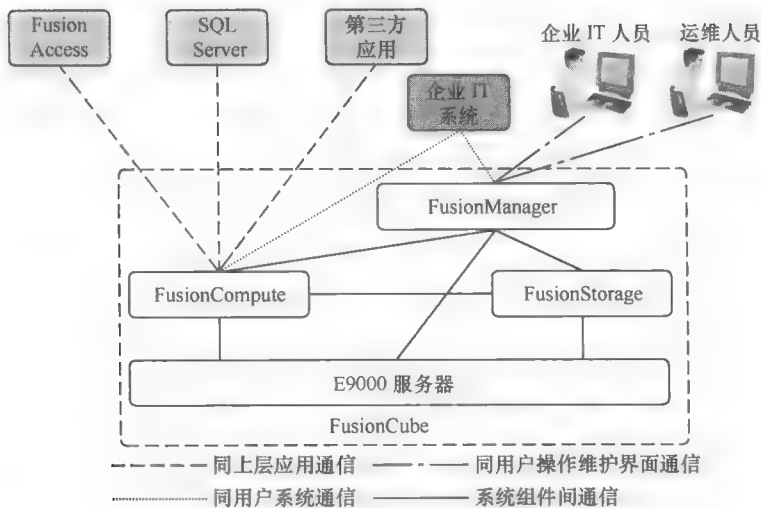 Fusion
Access
SQL
Server
第三方
应用
企业 IT
系统
企业 IT 人员
运维人员
FusionManager
FusionCompute
FusionStorage
E9000 服务器
FusionCube
同上层应用通信
同用户操作维护界面通信
同用户系统通信
系统组件间通信